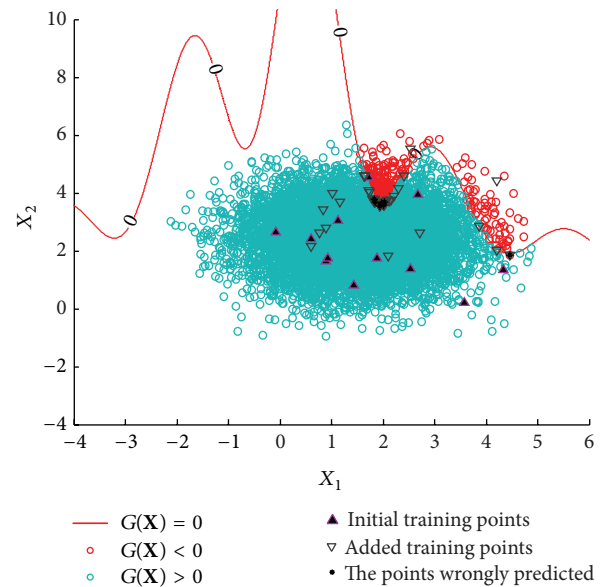 10
8
6
4
2
0
−2
−4
X2
−4 −3 −2 −1 0 1 2 3 4 5 6
X1
0 0 0 0
G(X) = 0
G(X) < 0
G(X) > 0
Initial training points
Added training points
The points wrongly predicted